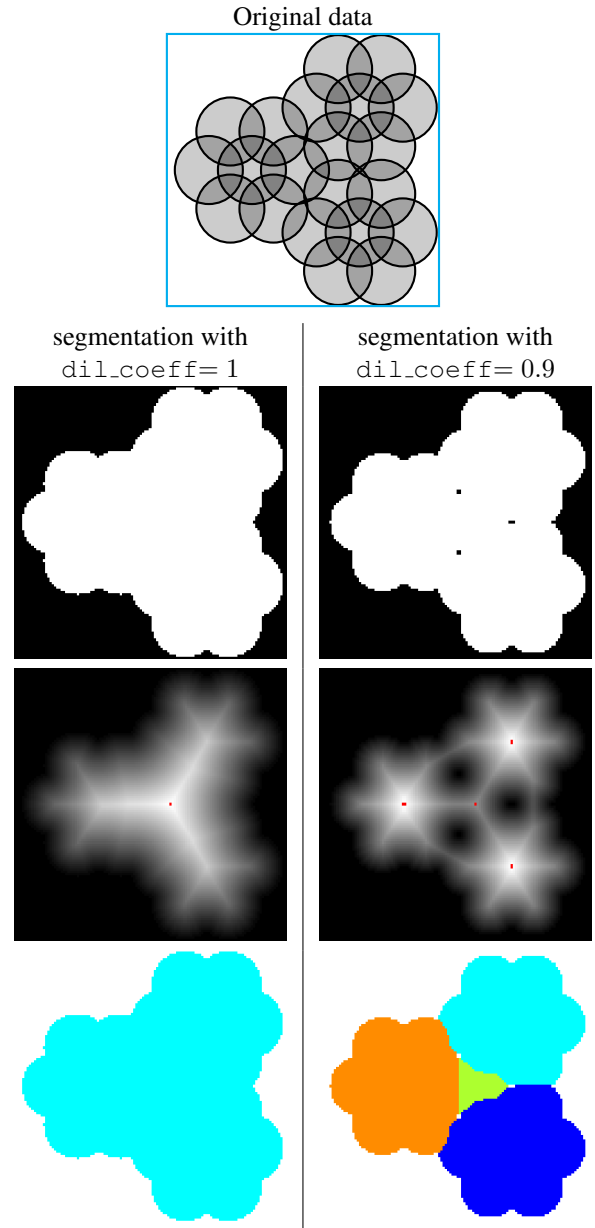 Original data
segmentation with
dil_coeff= 1
segmentation with
dil_coeff= 0.9